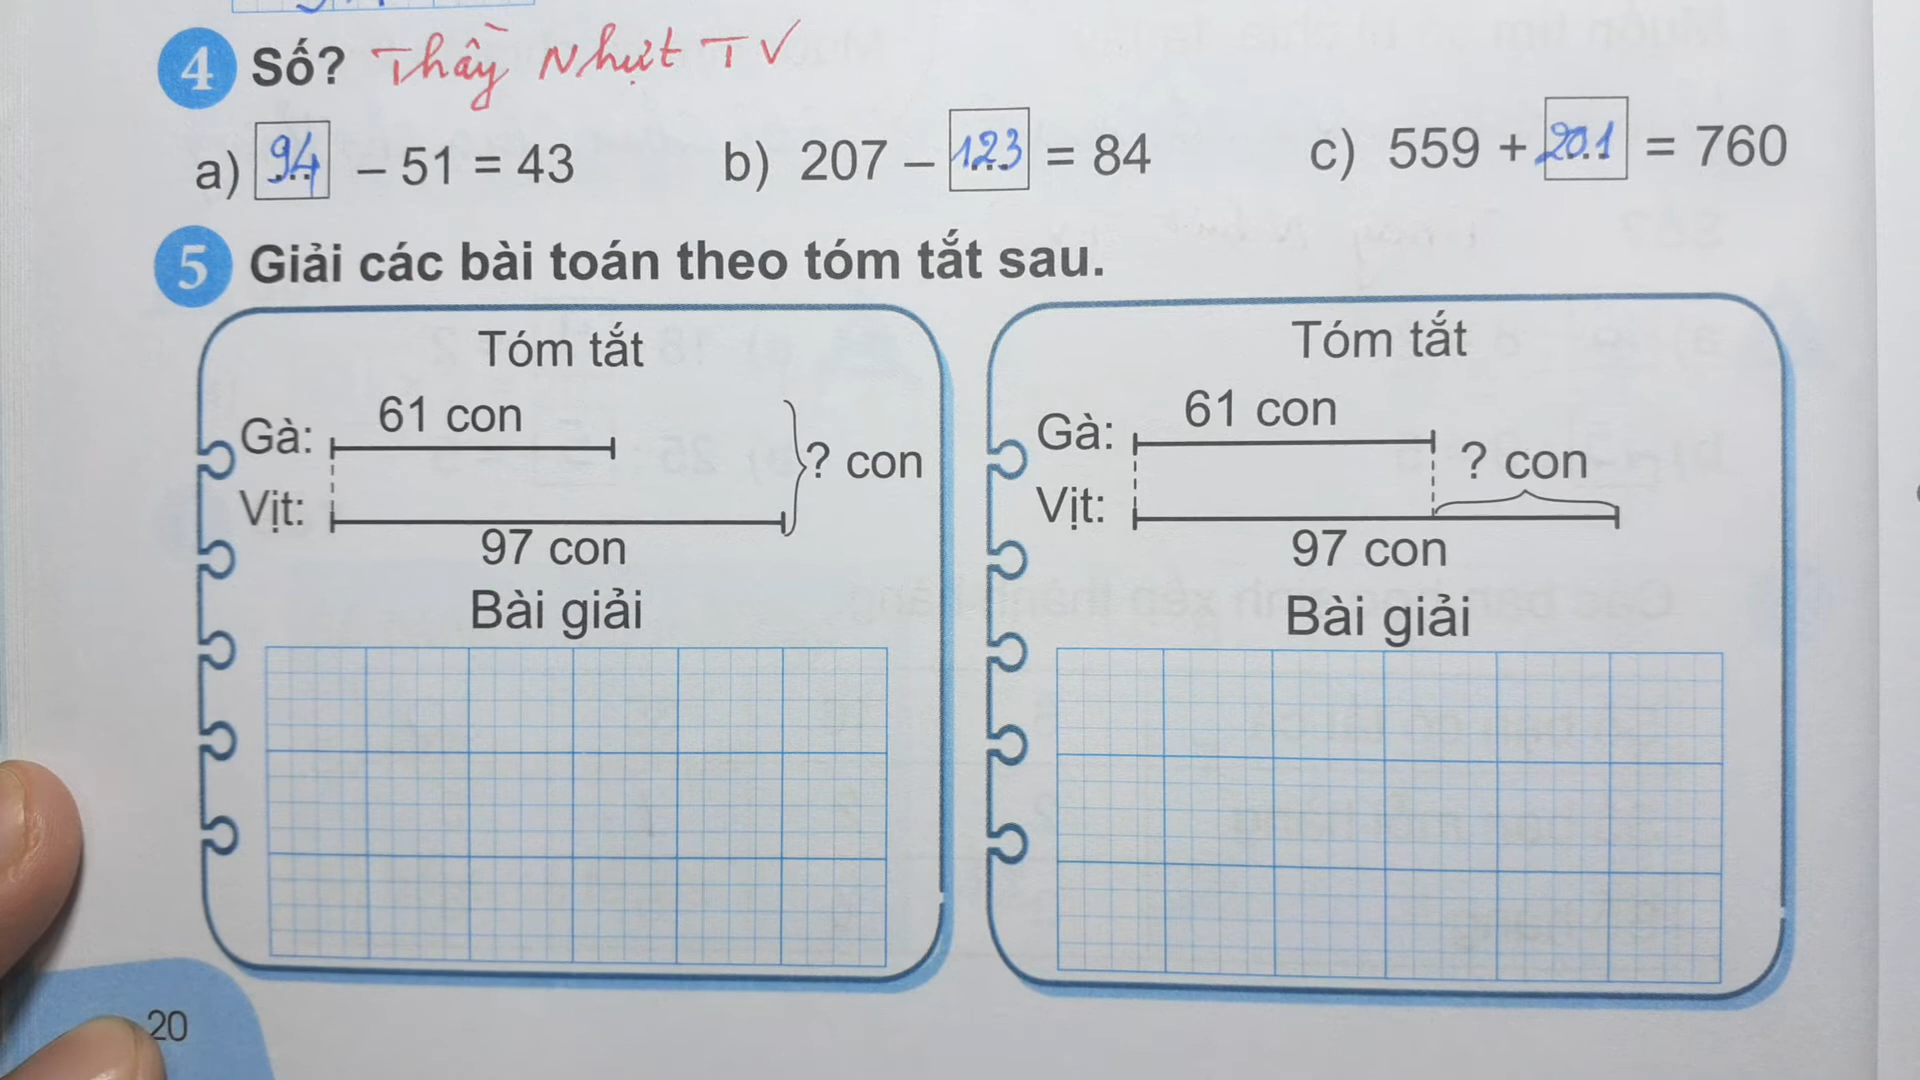 4 Số? Thầy Nhựt TV
a) 94 – 51 = 43 b) 207 – 123 = 84 c) 559 + 201 = 760
5 Giải các bài toán theo tóm tắt sau.
Tóm tắt
61 con
Gà:
? con
Vịt:
97 con
Bài giải
Tóm tắt
61 con
Gà:
? con
Vịt:
97 con
Bài giải
20